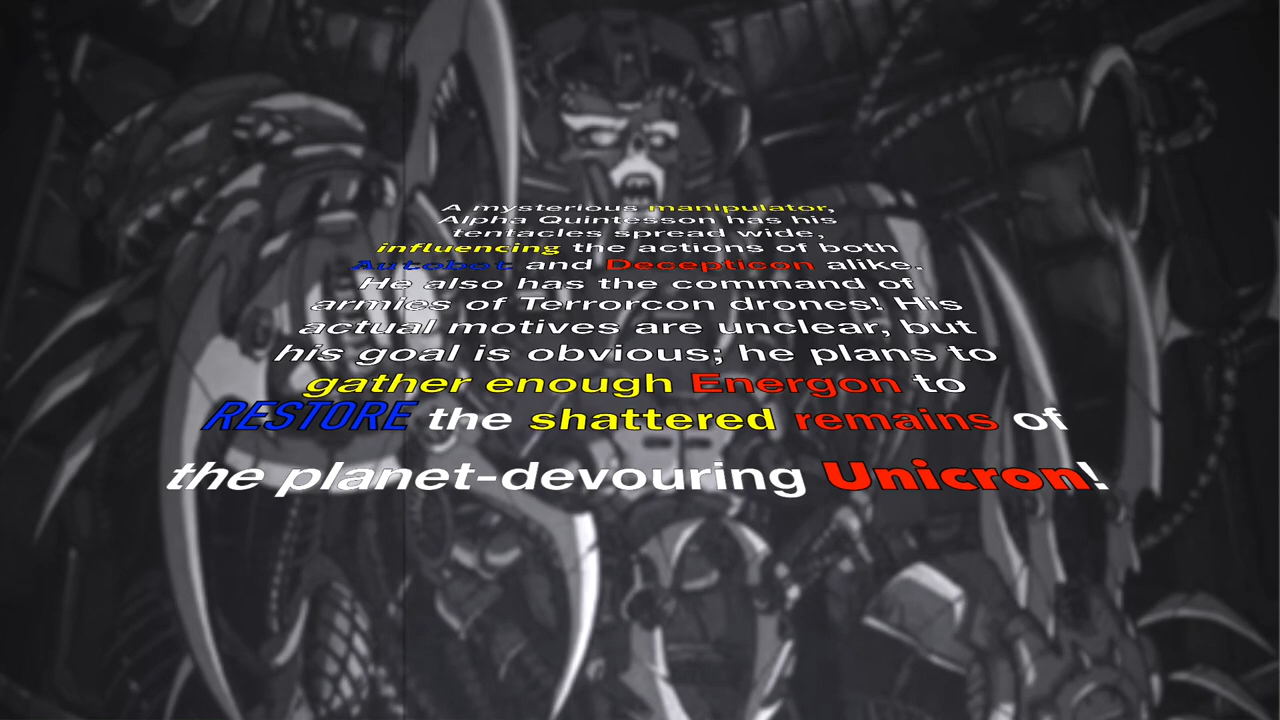 A mysterious manipulator,
Alpha Quintesson has his
tentacles spread wide,
influencing the actions of both
Autobot and Decepticon alike.
He also has the command of
armies of Terrorcon drones! His
actual motives are unclear, but
his goal is obvious; he plans to
gather enough Energon to
RESTORE the shattered remains of
the planet-devouring Unicron!